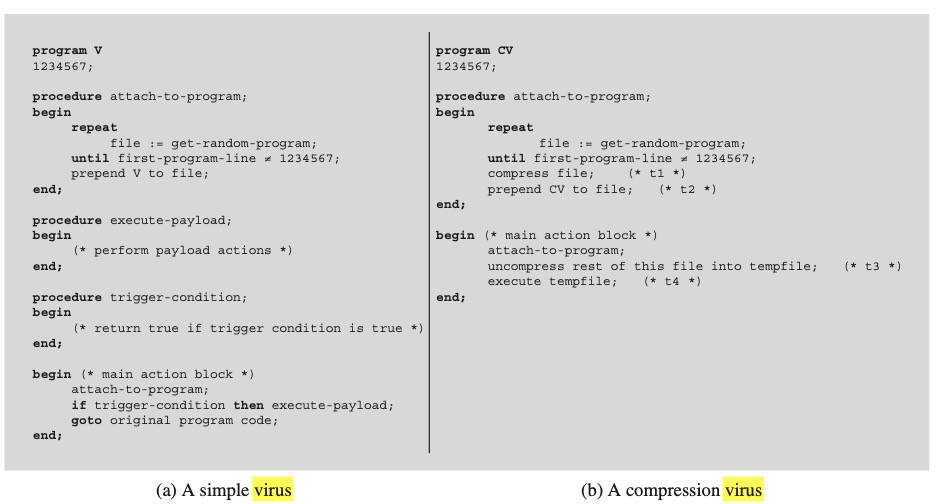 program V
1234567;
procedure attach-to-program;
begin
repeat
file := get-random-program;
until first-program-line ≠ 1234567;
prepend V to file;
end;
procedure execute-payload;
begin
(* perform payload actions *)
end;
procedure trigger-condition;
begin
(* return true if trigger condition is true *)
end;
begin (* main action block *)
attach-to-program;
if trigger-condition then execute-payload;
goto original program code;
end;
(a) A simple virus
program CV
1234567;
procedure attach-to-program;
begin
repeat
file := get-random-program;
until first-program-line ≠ 1234567;
compress file; (* t1 *)
prepend CV to file; (* t2 *)
end;
begin (* main action block *)
attach-to-program;
uncompress rest of this file into tempfile; (* t3 *)
execute tempfile; (* t4 *)
end;
(b) A compression virus